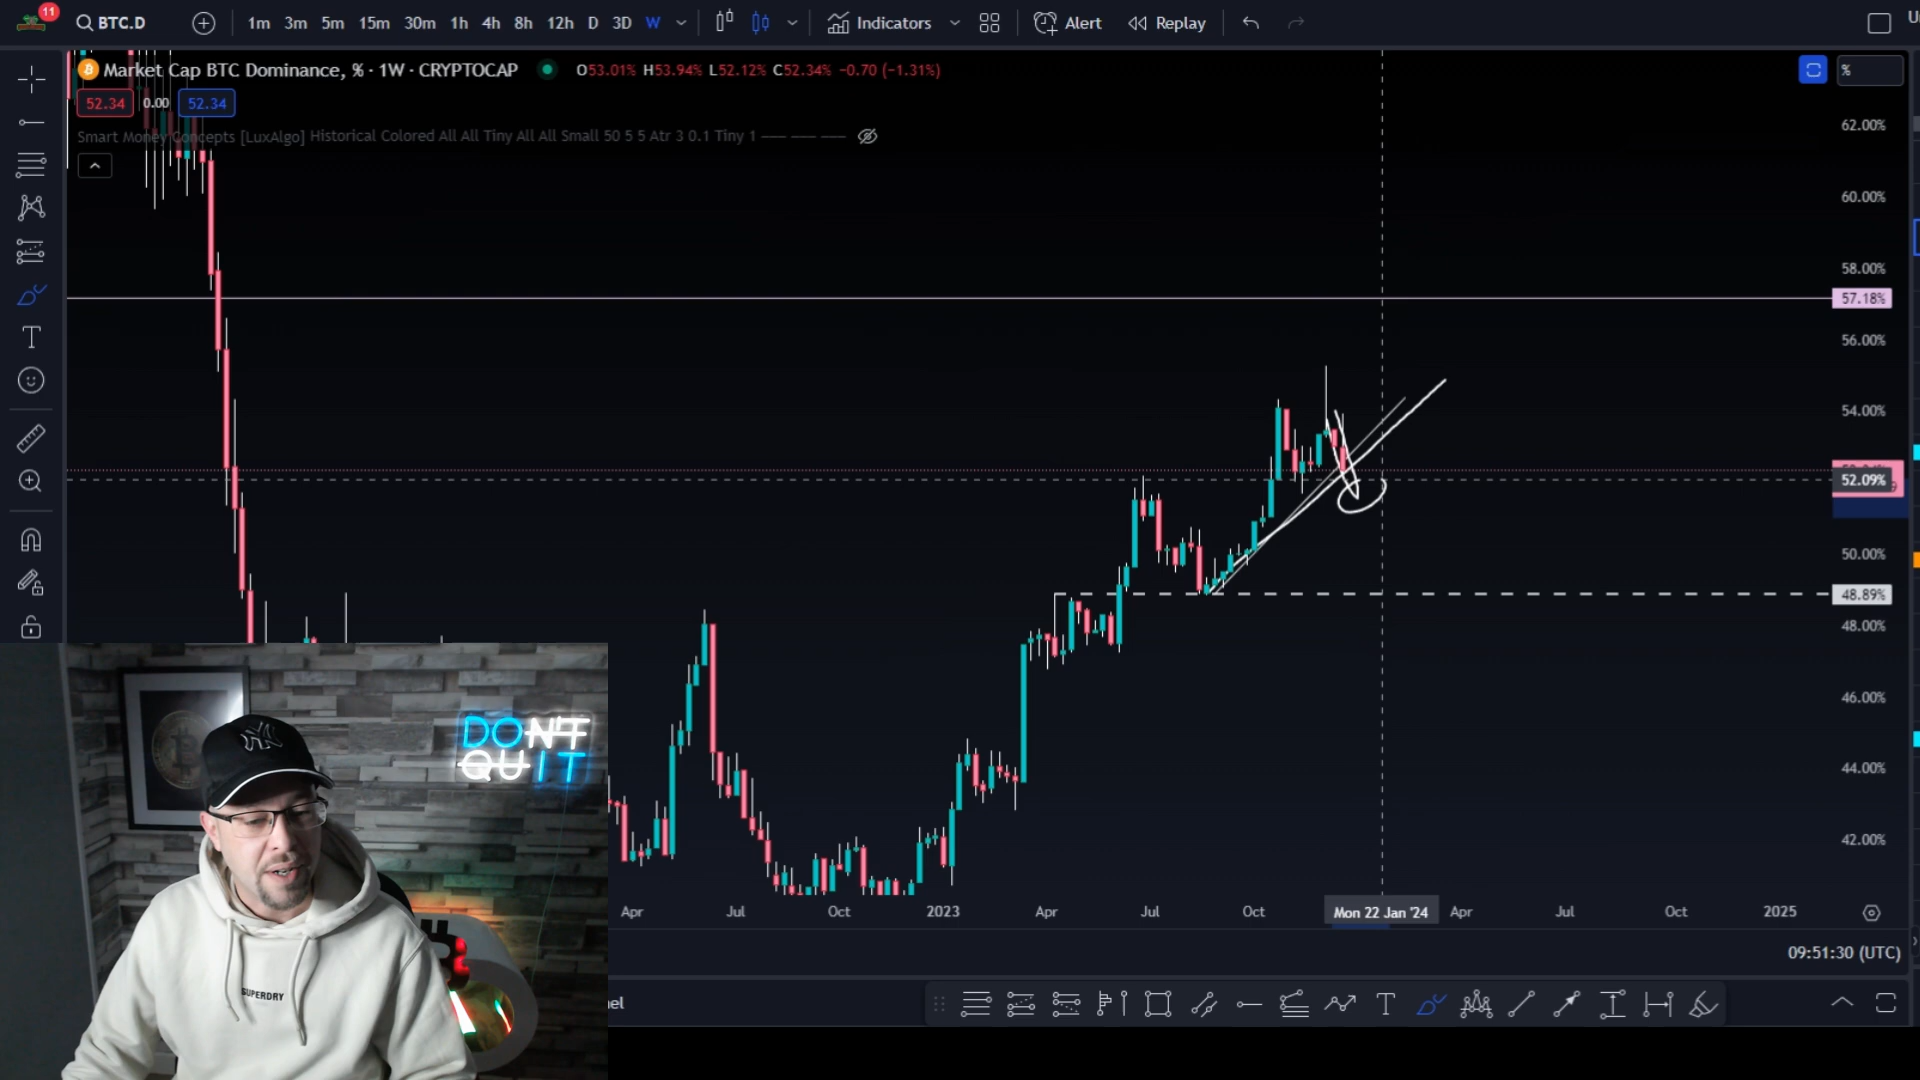 11
BTC.D
1m 3m 5m 15m 30m 1h 4h 8h 12h D 3D W
Indicators
Alert
Replay
U
Market Cap BTC Dominance, % · 1W · CRYPTOCAP
O53.01% H53.94% L52.12% C52.34% −0.70 (−1.31%)
%
52.34 0.00 52.34
Smart Money Concepts [LuxAlgo] Historical Colored All All Tiny All All Small 50 5 5 Atr 3 0.1 Tiny 1
62.00%
60.00%
58.00%
57.18%
56.00%
54.00%
52.09%
50.00%
48.89%
48.00%
46.00%
44.00%
42.00%
Apr Jul Oct 2023 Apr Jul Oct Mon 22 Jan '24 Apr Jul Oct 2025
09:51:30 (UTC)
el
DON'T
QUIT
NY
SUPERDRY